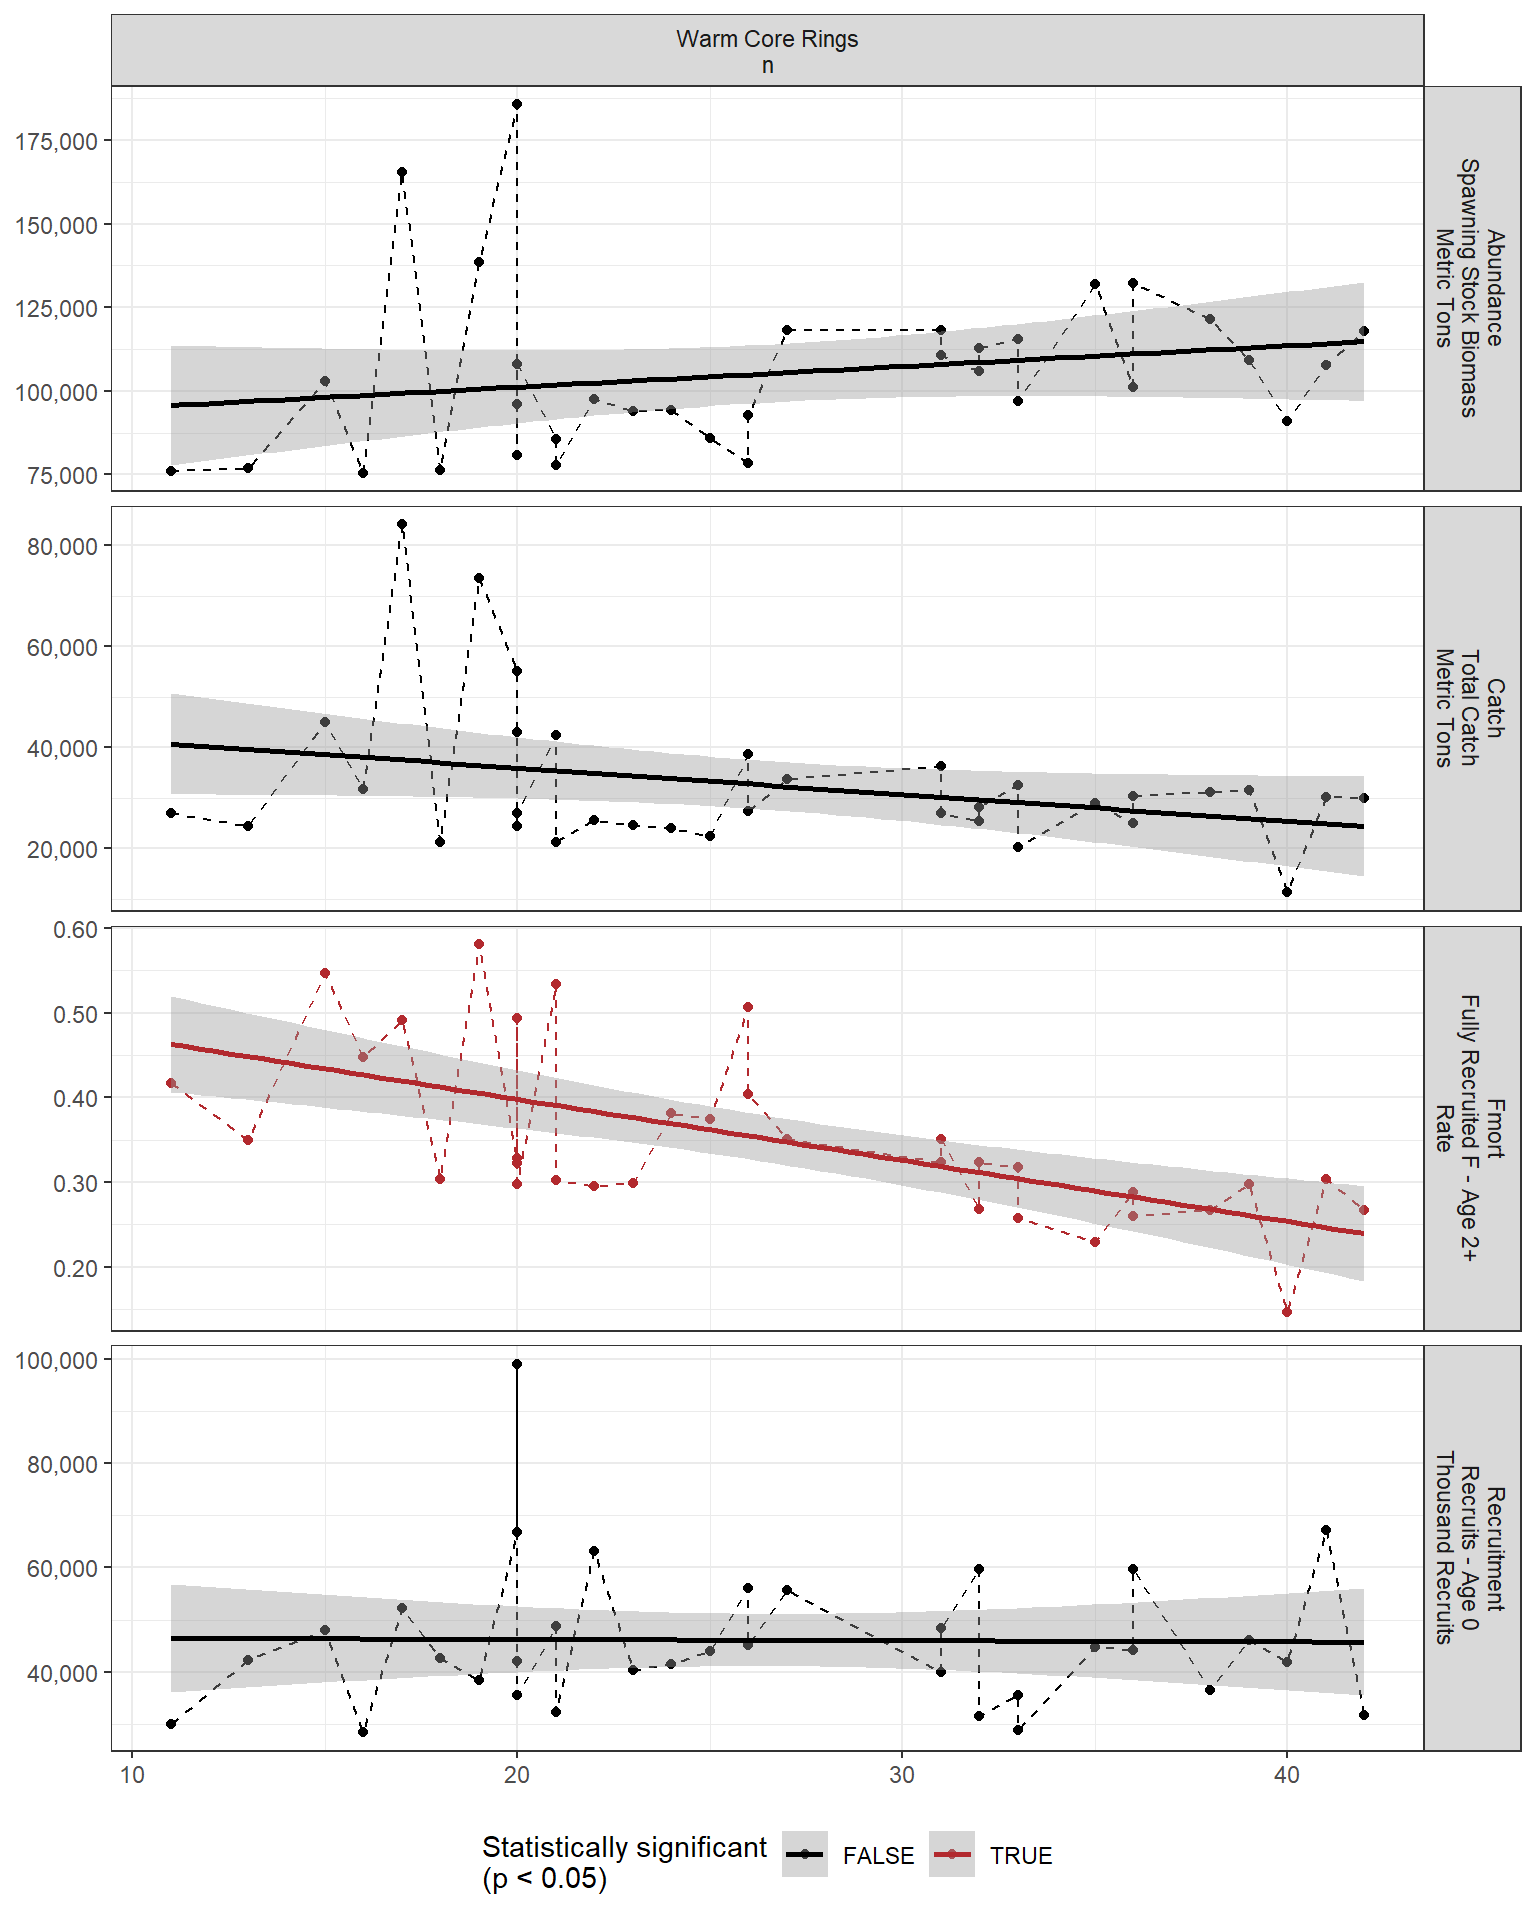 Warm Core Rings
n
175,000
150,000
125,000
100,000
75,000
Abundance
Spawning Stock Biomass
Metric Tons
80,000
60,000
40,000
20,000
Catch
Total Catch
Metric Tons
0.60
0.50
0.40
0.30
0.20
Fmort
Fully Recruited F - Age 2+
Rate
100,000
80,000
60,000
40,000
Recruitment
Recruits - Age 0
Thousand Recruits
10 20 30 40
Statistically significant
(p < 0.05)
FALSE TRUE